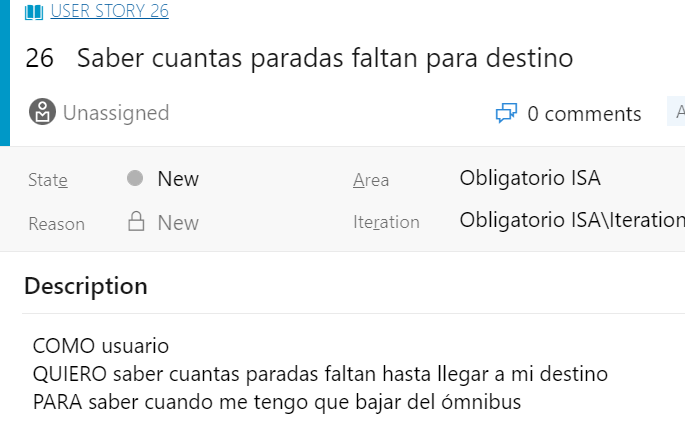 USER STORY 26
26 Saber cuantas paradas faltan para destino
Unassigned
0 comments
State New
Area Obligatorio ISA
Reason New
Iteration Obligatorio ISA\Iteration
Description
COMO usuario
QUIERO saber cuantas paradas faltan hasta llegar a mi destino
PARA saber cuando me tengo que bajar del ómnibus